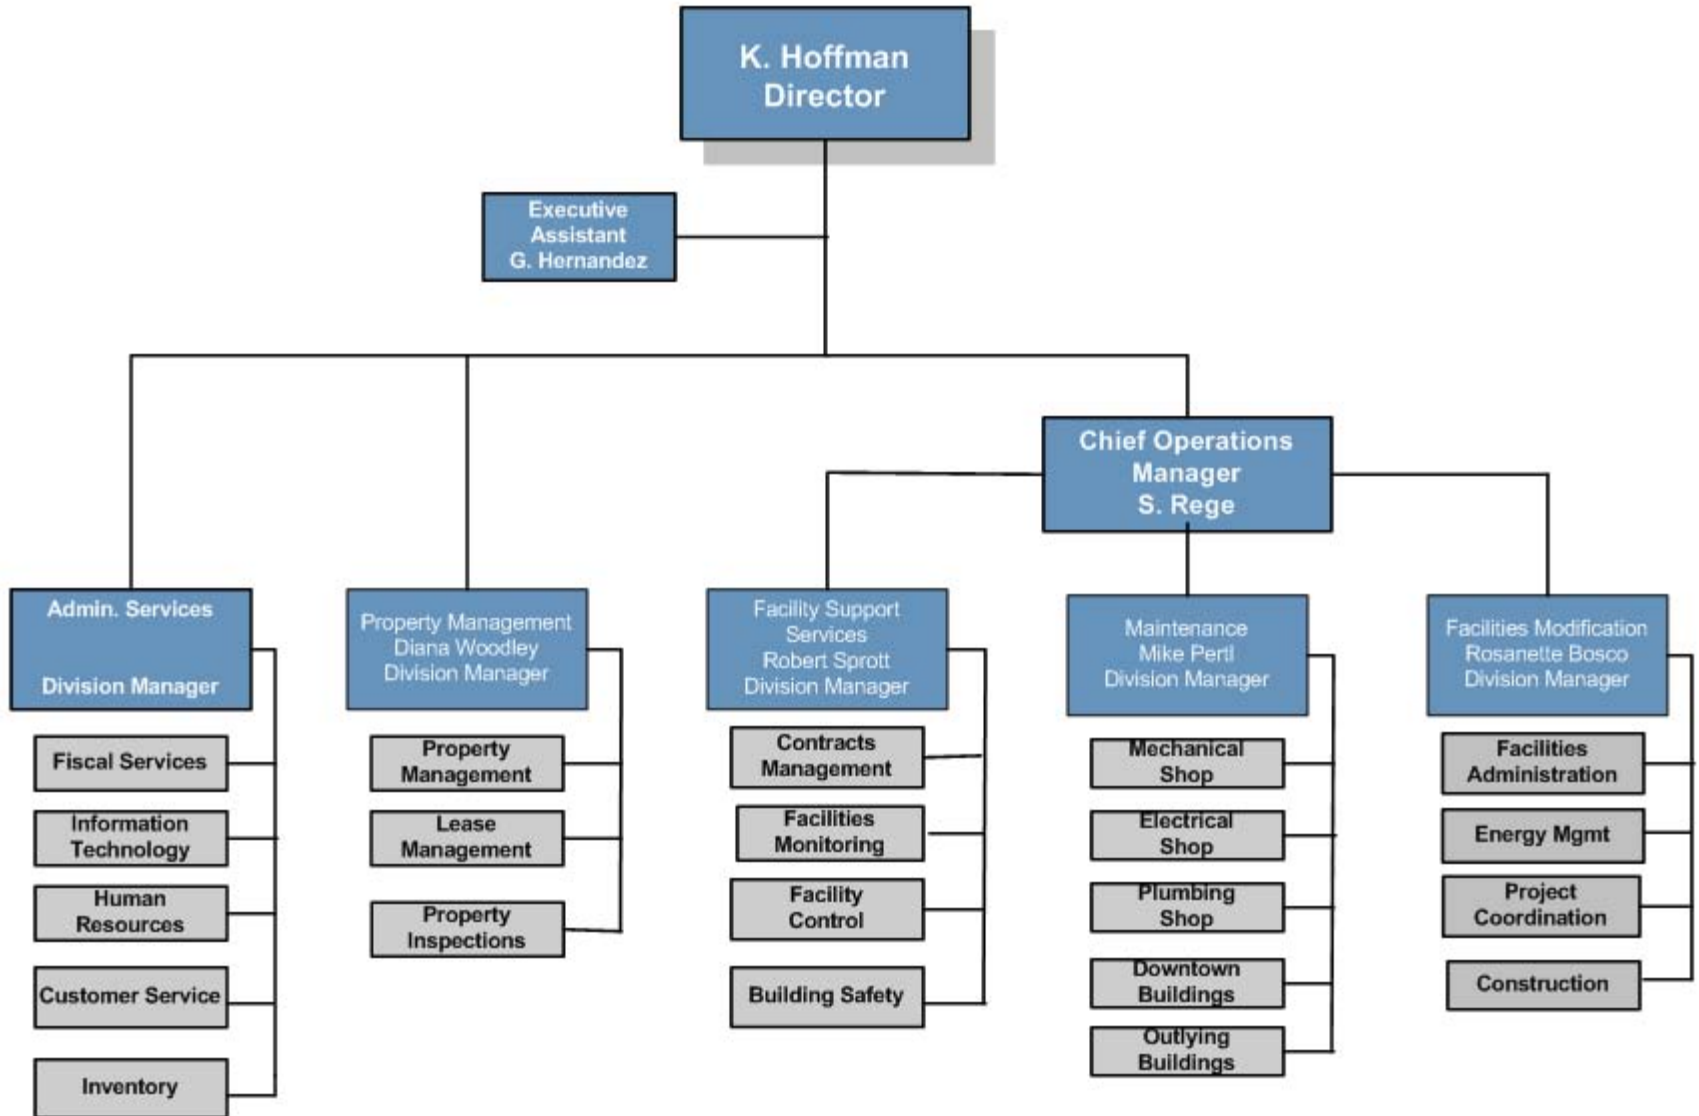 K. Hoffman
Director
Executive
Assistant
G. Hernandez
Chief Operations
Manager
S. Rege
Admin. Services
Division Manager
Fiscal Services
Information
Technology
Human
Resources
Customer Service
Inventory
Property Management
Diana Woodley
Division Manager
Property
Management
Lease
Management
Property
Inspections
Facility Support
Services
Robert Sprott
Division Manager
Contracts
Management
Facilities
Monitoring
Facility
Control
Building Safety
Maintenance
Mike Pertl
Division Manager
Mechanical
Shop
Electrical
Shop
Plumbing
Shop
Downtown
Buildings
Outlying
Buildings
Facilities Modification
Rosanette Bosco
Division Manager
Facilities
Administration
Energy Mgmt
Project
Coordination
Construction